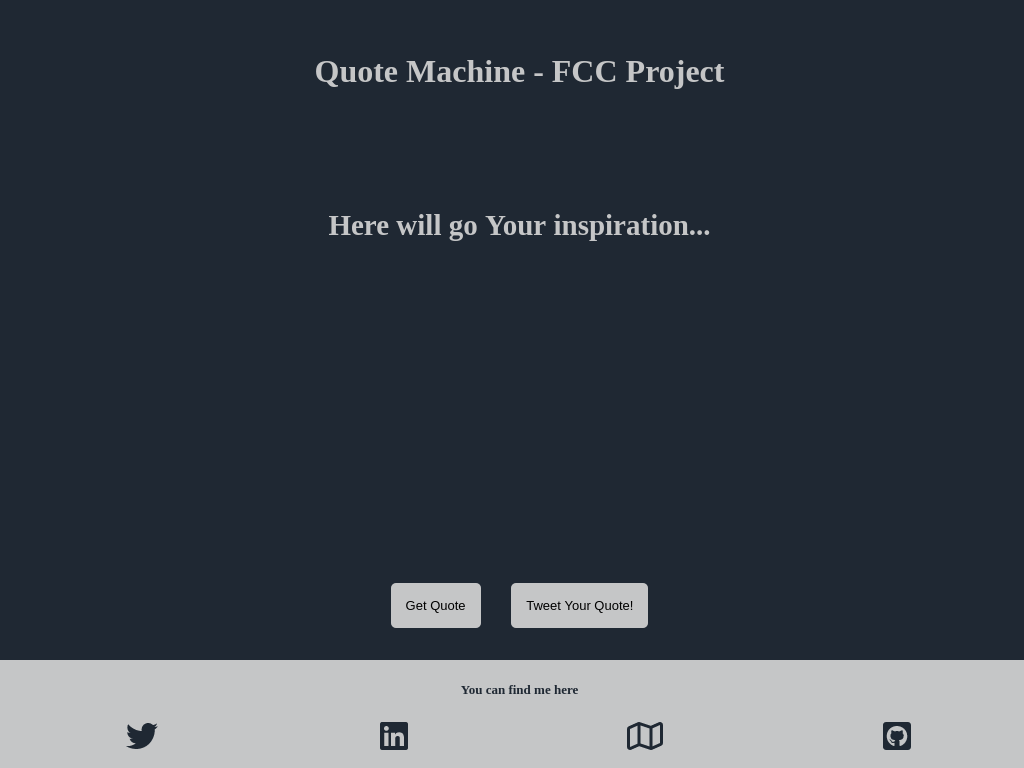 Quote Machine - FCC Project
Here will go Your inspiration...
Get Quote
Tweet Your Quote!
You can find me here